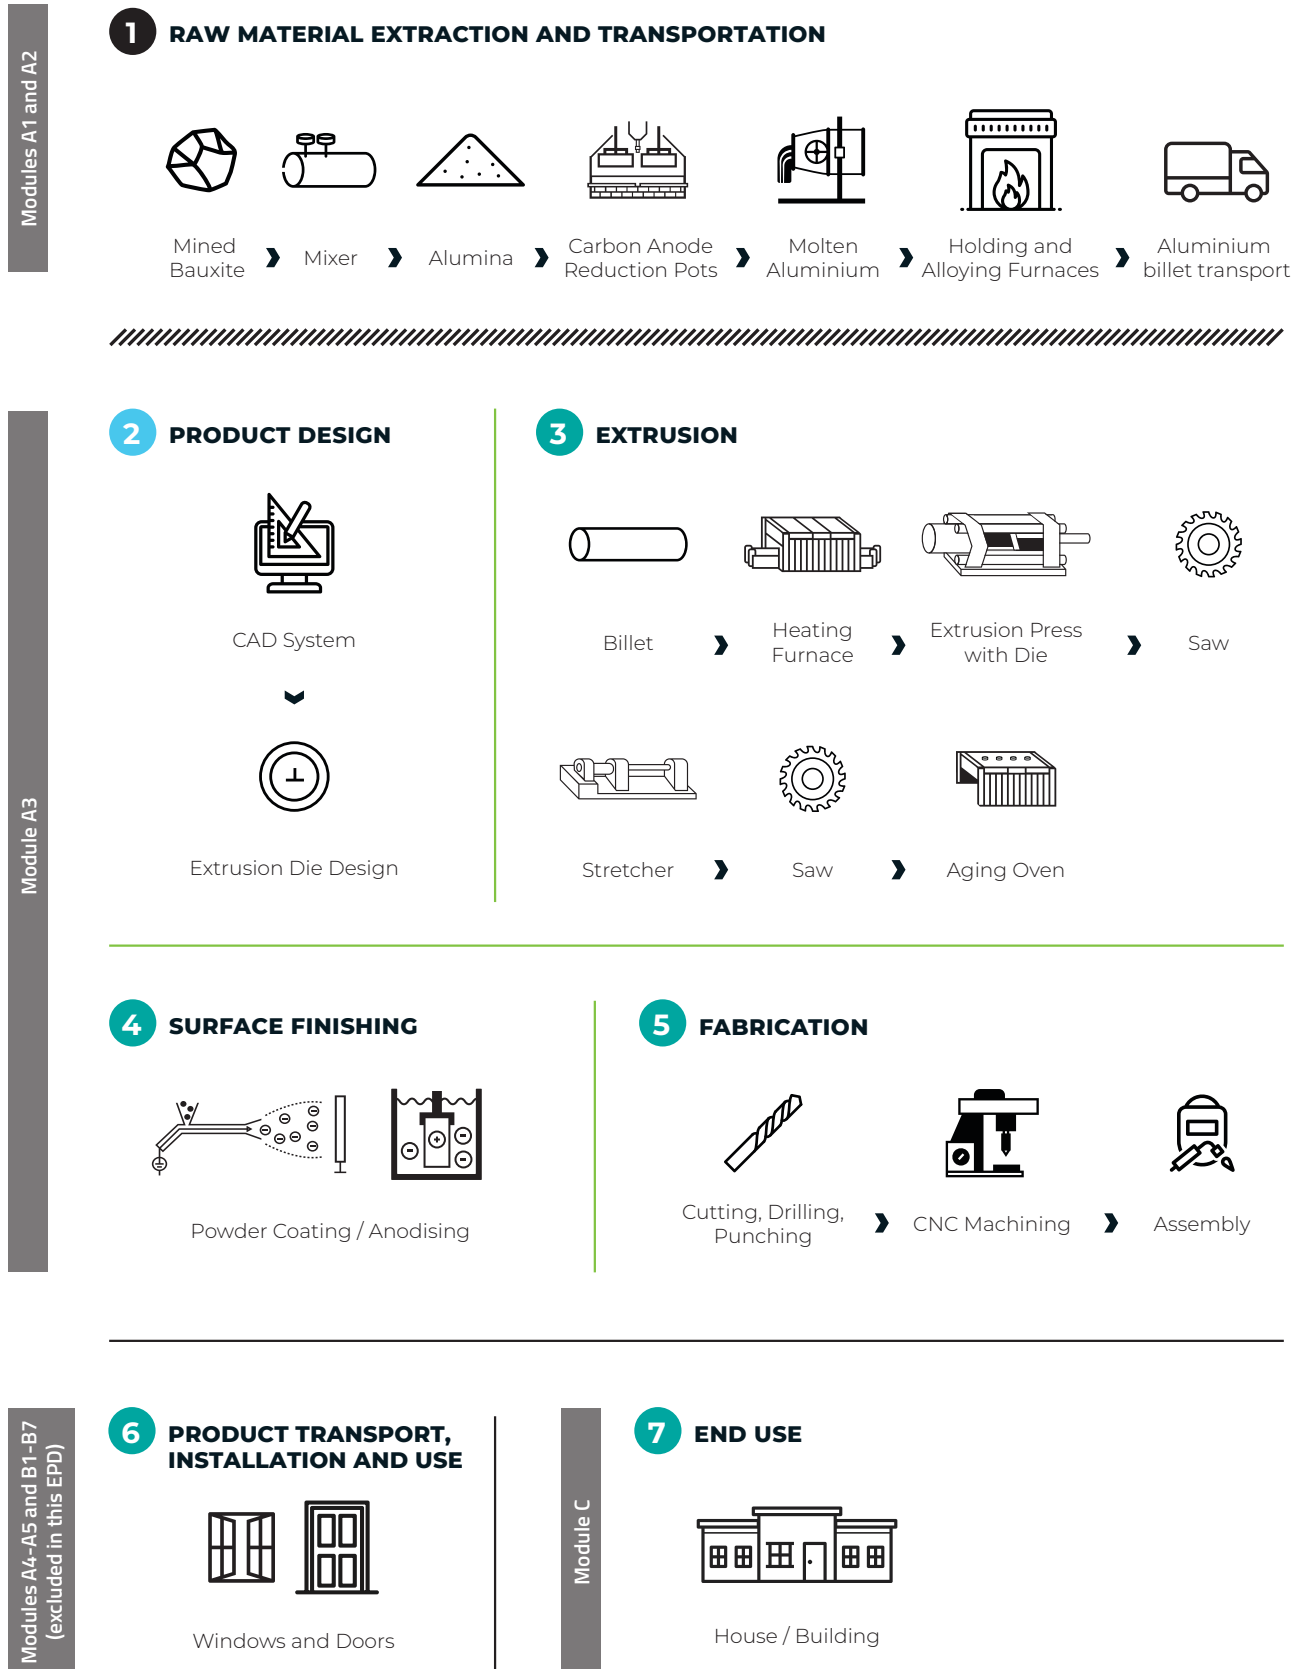 Modules A1 and A2
1 RAW MATERIAL EXTRACTION AND TRANSPORTATION
Mined
Bauxite
Mixer
Alumina
Carbon Anode
Reduction Pots
Molten
Aluminium
Holding and
Alloying Furnaces
Aluminium
billet transport
Module A3
2 PRODUCT DESIGN
CAD System
Extrusion Die Design
3 EXTRUSION
Billet
Heating
Furnace
Extrusion Press
with Die
Saw
Stretcher
Saw
Aging Oven
4 SURFACE FINISHING
Powder Coating / Anodising
5 FABRICATION
Cutting, Drilling,
Punching
CNC Machining
Assembly
Modules A4-A5 and B1-B7
(excluded in this EPD)
6 PRODUCT TRANSPORT,
INSTALLATION AND USE
Windows and Doors
Module C
7 END USE
House / Building